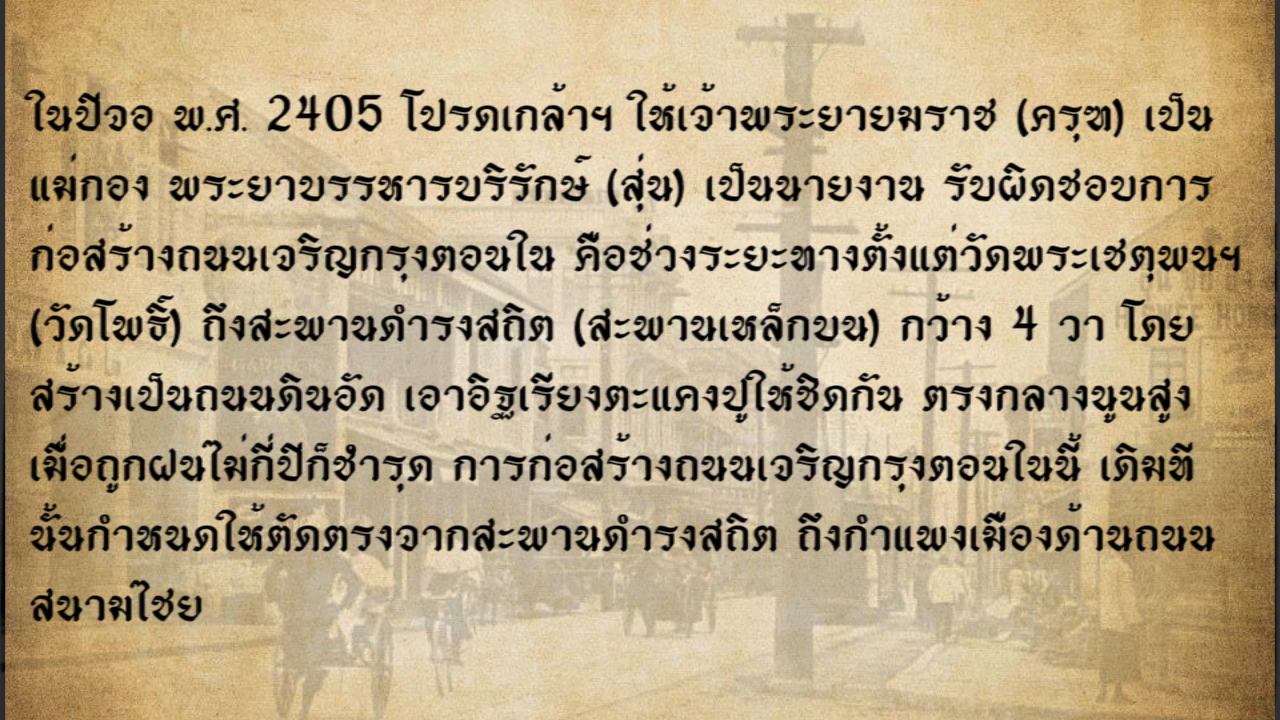 ในปีจอ พ.ศ. 2405 โปรดเกล้าฯ ให้เจ้าพระยายมราช (ครุฑ) เป็น
แม่กอง พระยาบรรหารบริรักษ์ (สุ่น) เป็นนายงาน รับผิดชอบการ
ก่อสร้างถนนเจริญกรุงตอนใน คือช่วงระยะทางตั้งแต่วัดพระเชตุพนฯ
(วัดโพธิ์) ถึงสะพานดำรงสถิต (สะพานเหล็กบน) กว้าง 4 วา โดย
สร้างเป็นถนนดินอัด เอาอิฐเรียงตะแคงปูให้ชิดกัน ตรงกลางนูนสูง
เมื่อถูกฝนไม่กี่ปีก็ชำรุด การก่อสร้างถนนเจริญกรุงตอนในนี้ เดิมที
นั้นกำหนดให้ตัดตรงจากสะพานดำรงสถิต ถึงกำแพงเมืองด้านถนน
สนามไชย